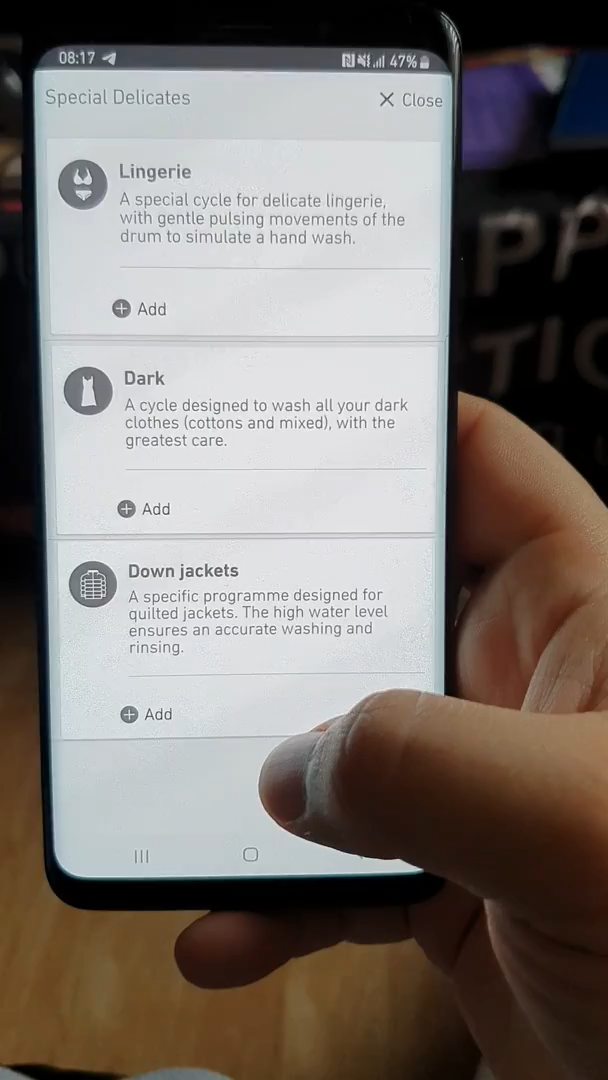 08:17 47%
Special Delicates Close
Lingerie
A special cycle for delicate lingerie,
with gentle pulsing movements of the
drum to simulate a hand wash.
Add
Dark
A cycle designed to wash all your dark
clothes (cottons and mixed), with the
greatest care.
Add
Down jackets
A specific programme designed for
quilted jackets. The high water level
ensures an accurate washing and
rinsing.
Add